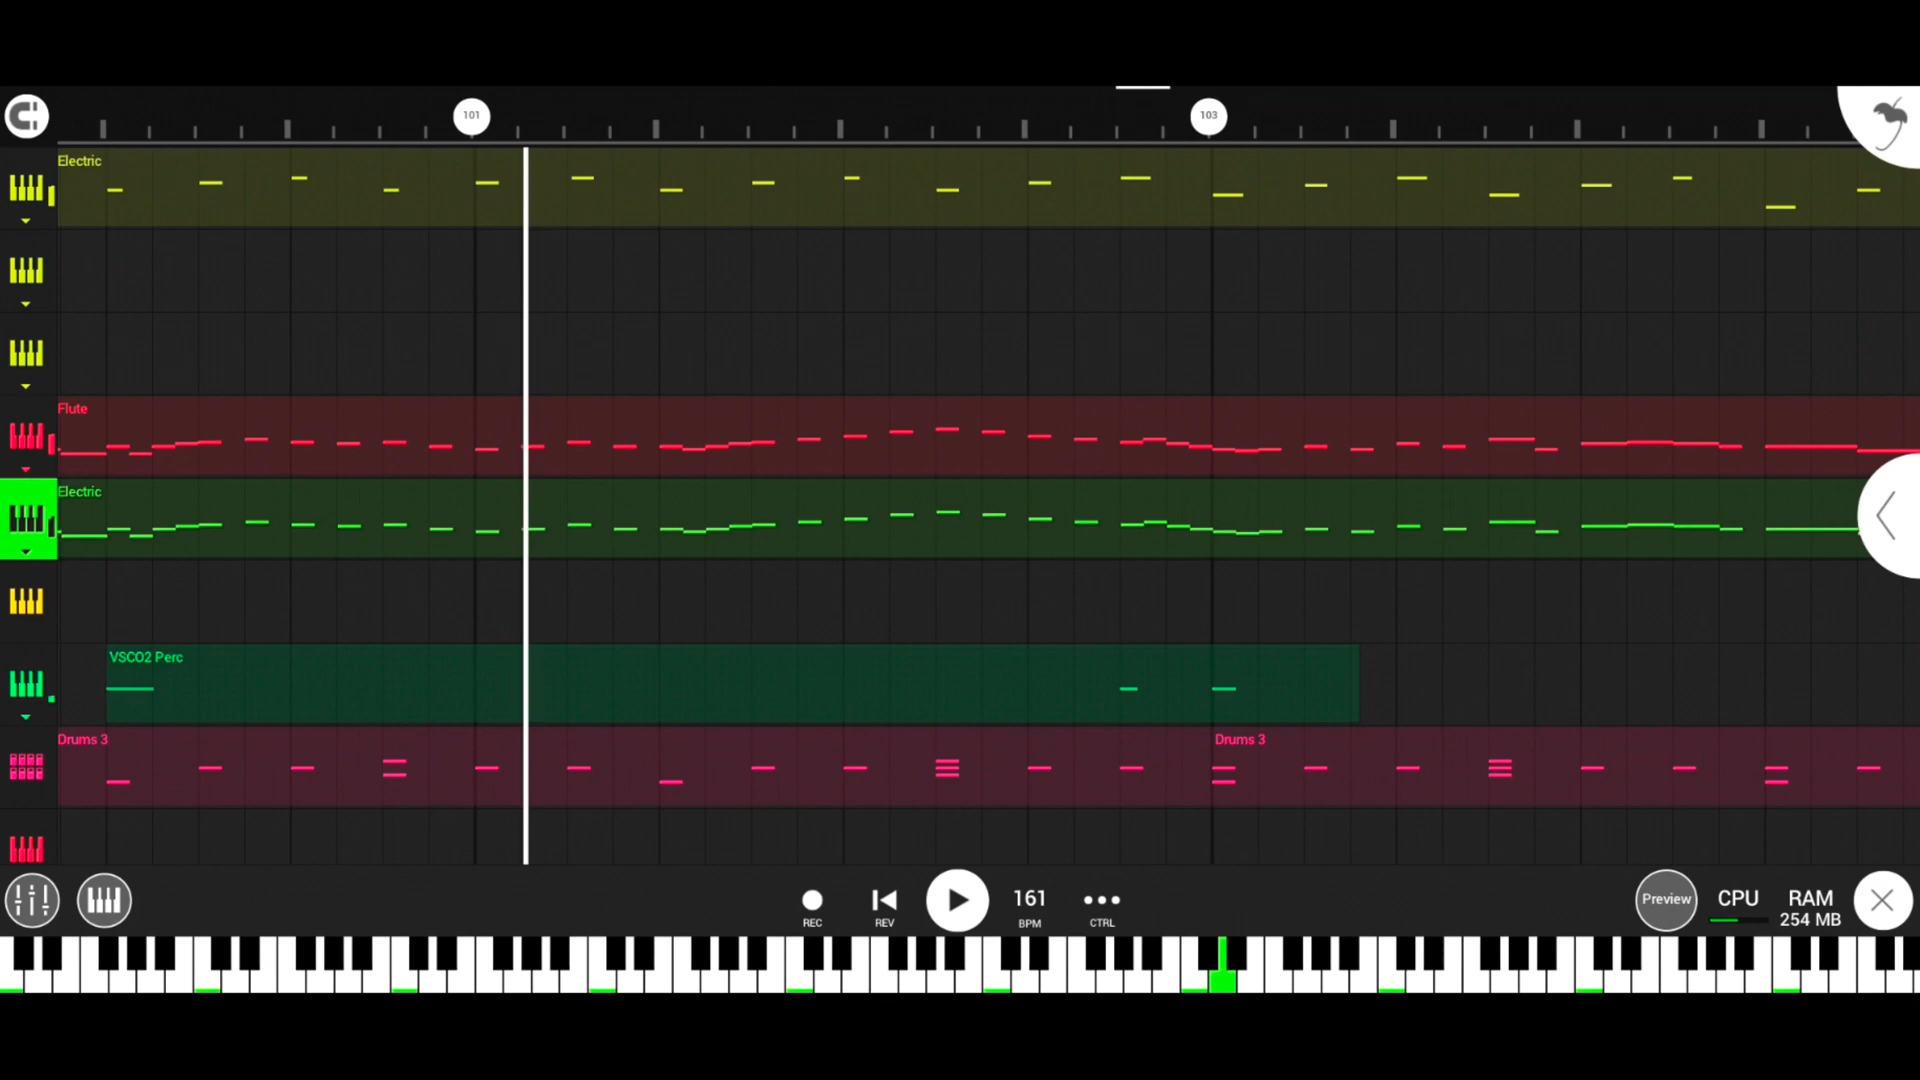 101
103
Electric
Flute
Electric
VSCO2 Perc
Drums 3
Drums 3
REC
REV
161
BPM
CTRL
Preview
CPU
RAM
254 MB